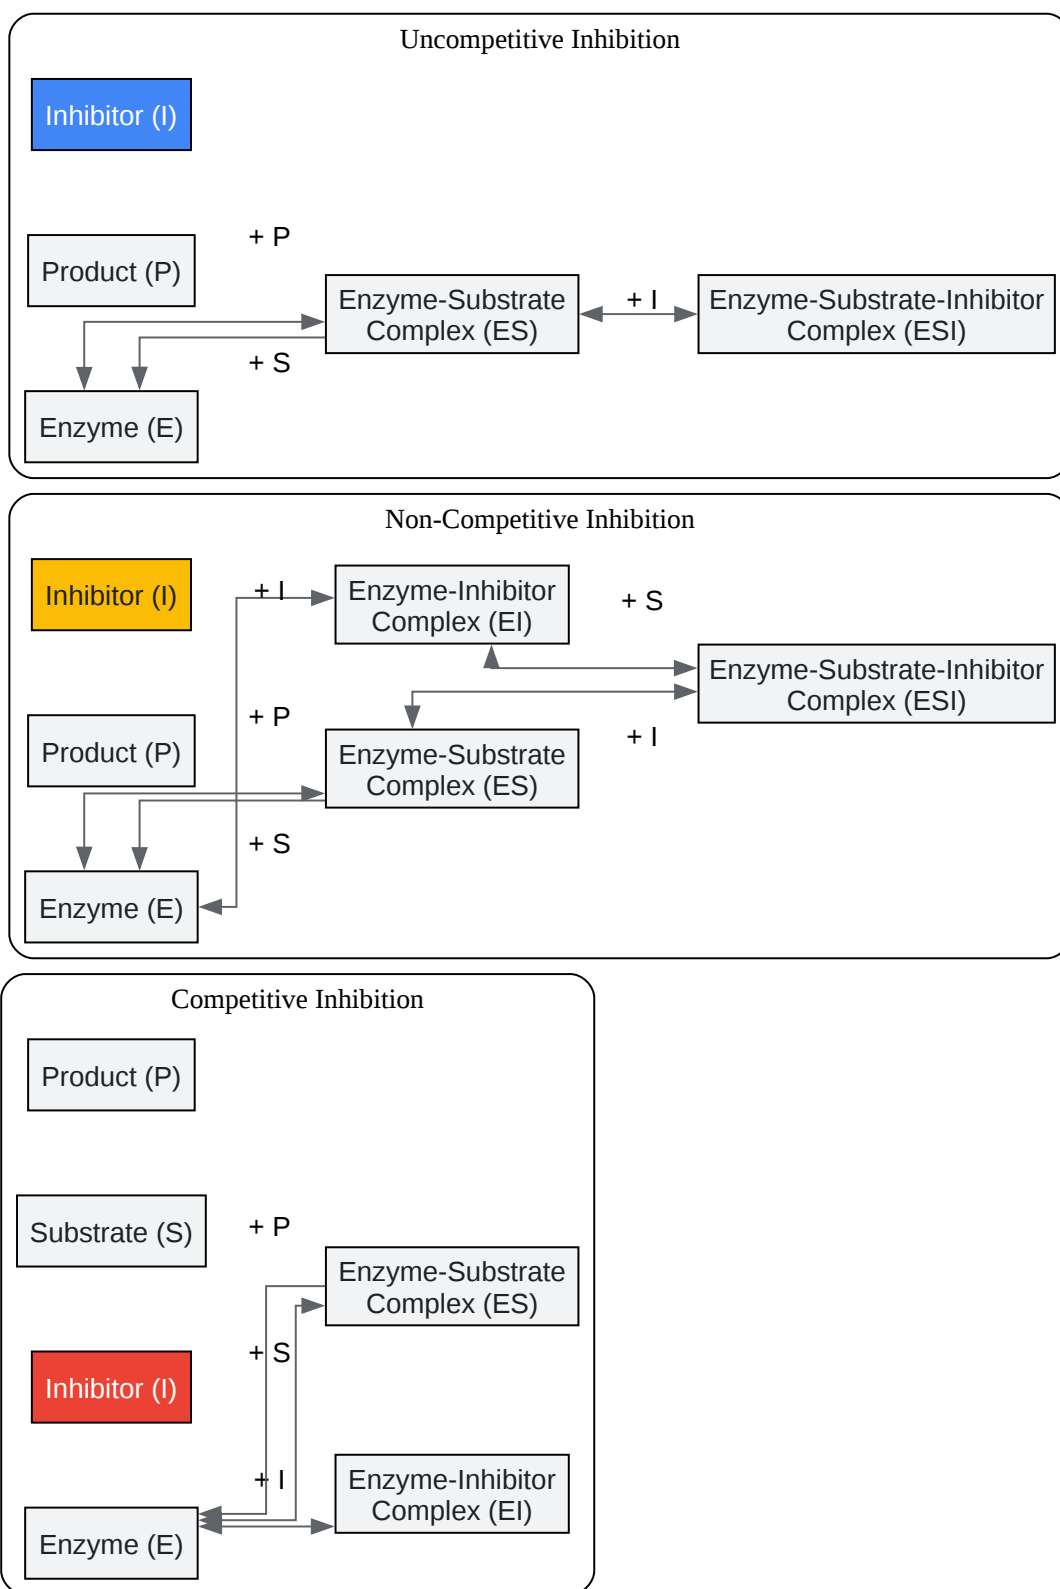 Uncompetitive Inhibition
Inhibitor (I)
+ P
Product (P)
Enzyme-Substrate
Complex (ES)
+ I
Enzyme-Substrate-Inhibitor
Complex (ESI)
+ S
Enzyme (E)
Non-Competitive Inhibition
Inhibitor (I)
+ I
Enzyme-Inhibitor
Complex (EI)
+ S
Enzyme-Substrate-Inhibitor
Complex (ESI)
+ P
Product (P)
+ I
Enzyme-Substrate
Complex (ES)
+ S
Enzyme (E)
Competitive Inhibition
Product (P)
Substrate (S)
+ P
Enzyme-Substrate
Complex (ES)
+ S
Inhibitor (I)
+ I
Enzyme-Inhibitor
Complex (EI)
Enzyme (E)